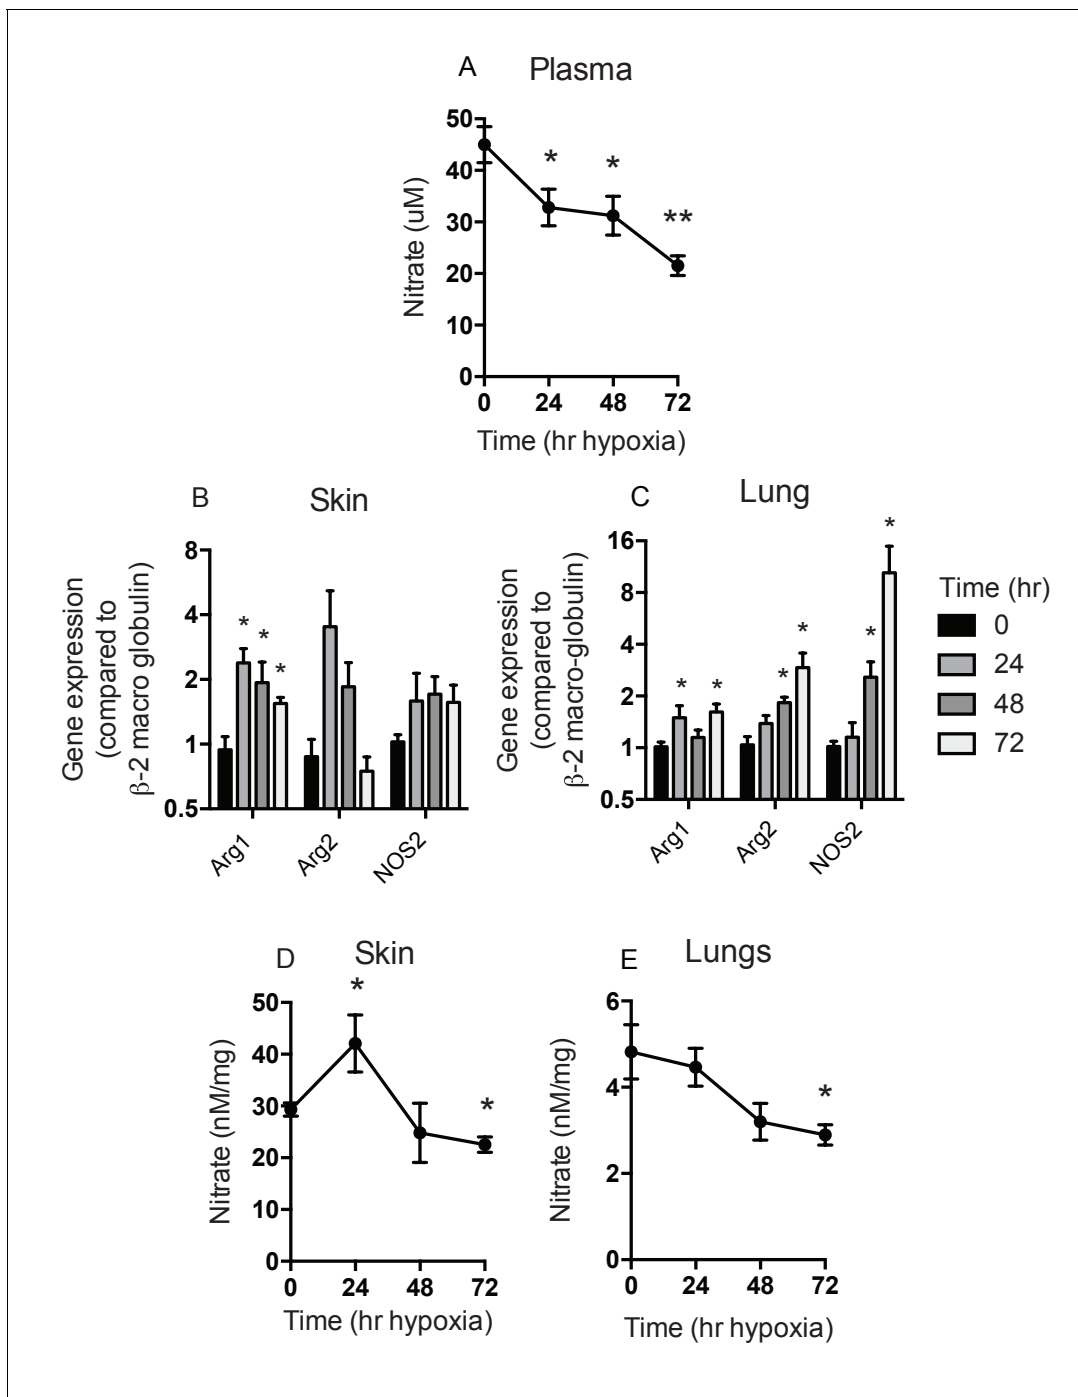 A Plasma
50
40
30
20
10
0
Nitrate (uM)
* * **
0 24 48 72
Time (hr hypoxia)
B Skin
8
4
2
1
0.5
Gene expression
(compared to
β-2 macro globulin)
* * *
Arg1 Arg2 NOS2
C Lung
16
8
4
2
1
0.5
Gene expression
(compared to
β-2 macro-globulin)
* * * * * *
Arg1 Arg2 NOS2
Time (hr)
0
24
48
72
D Skin
50
40
30
20
10
0
Nitrate (nM/mg)
* *
0 24 48 72
Time (hr hypoxia)
E Lungs
6
4
2
0
Nitrate (nM/mg)
*
0 24 48 72
Time (hr hypoxia)